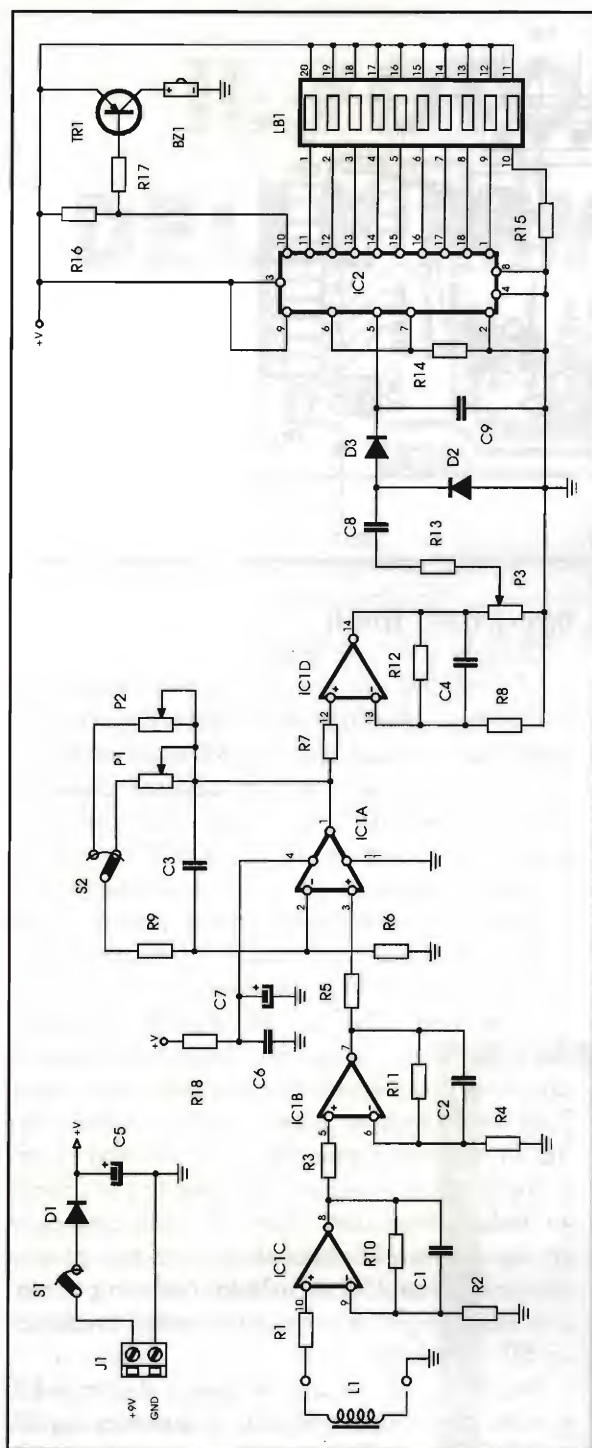 J1
+9V
GND
S1
D1
+V
C5
+V
R18
C6
C7
S2
P1
P2
R9
C3
L1
R1
10
9
+
-
IC1C
8
R10
C1
R2
R3
5
6
+
-
IC1B
7
R11
C2
R4
R5
2
3
-
+
4
11
IC1A
1
R6
R7
12
13
+
-
IC1D
14
R12
C4
R8
P3
R13
C8
D2
D3
C9
+V
R16
R17
TR1
BZ1
+
-
9
6
5
7
2
R14
3
IC2
4
8
10
11
12
13
14
15
16
17
18
1
R15
LB1
1
2
3
4
5
6
7
8
9
10
20
19
18
17
16
15
14
13
12
11